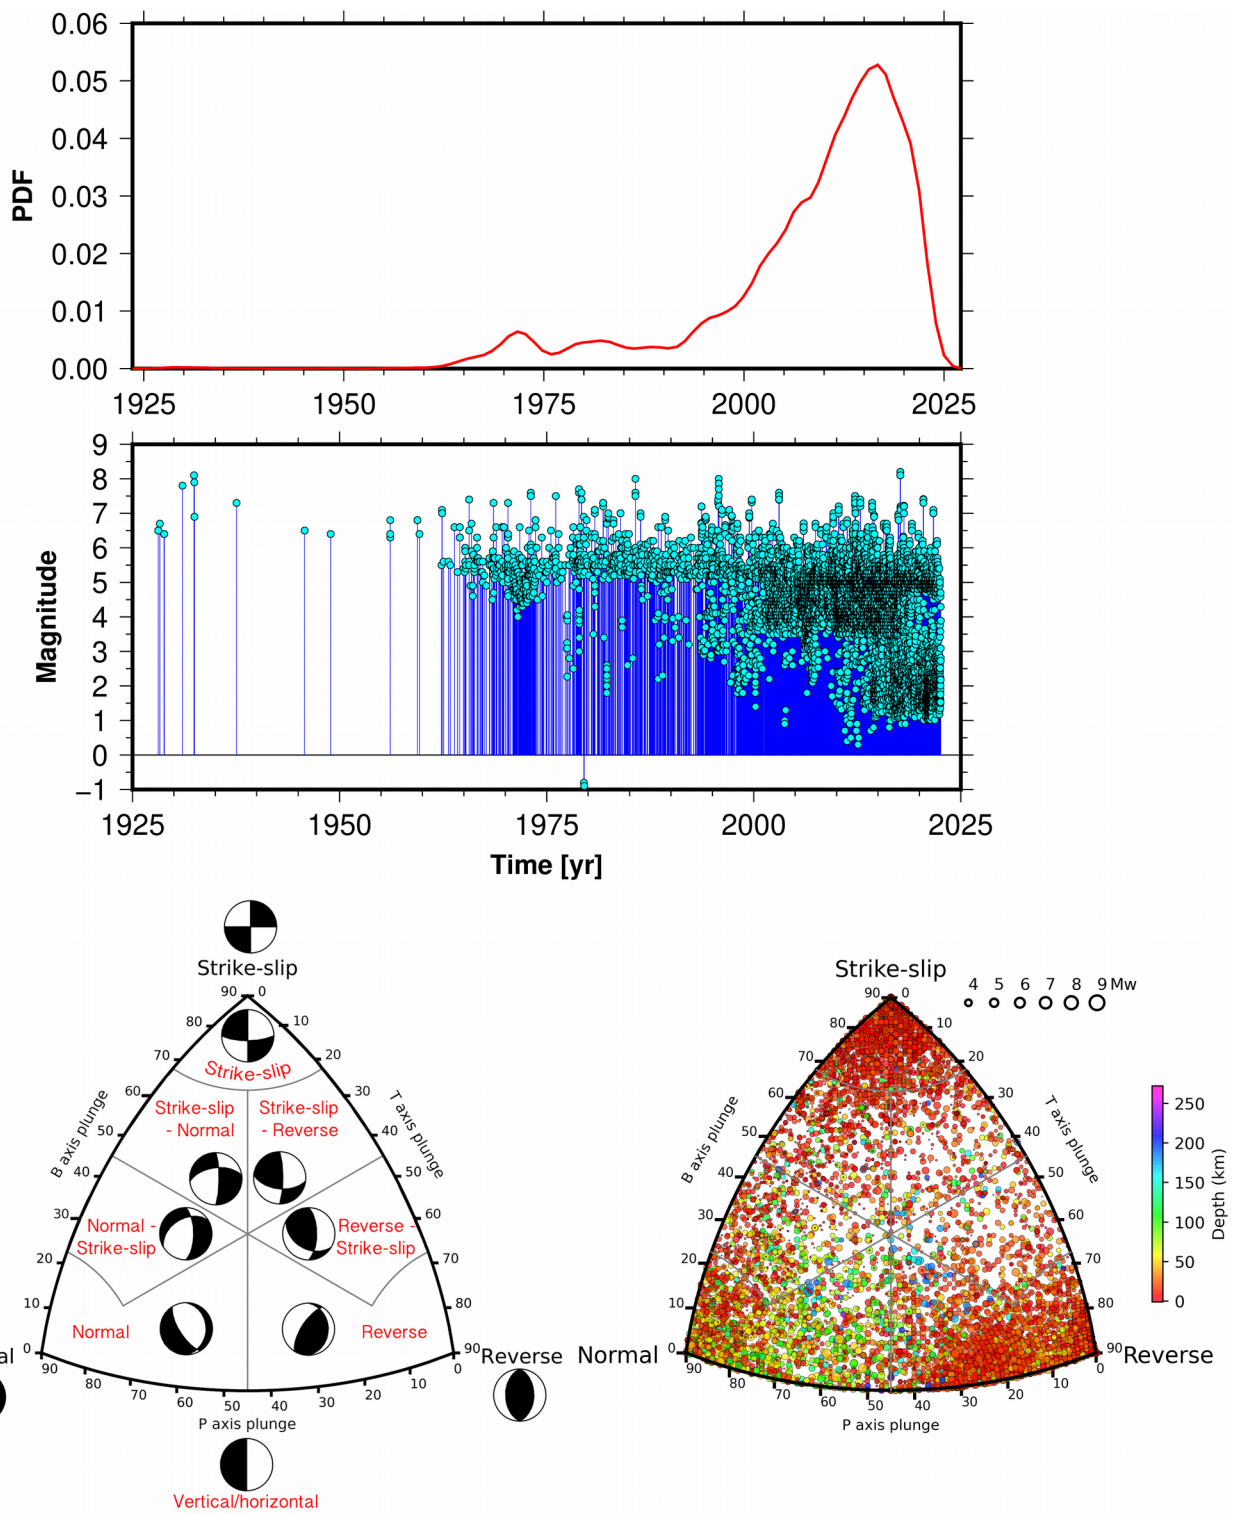 0.06
0.05
0.04
0.03
0.02
0.01
0.00
PDF
1925 1950 1975 2000 2025
9
8
7
6
5
4
3
2
1
0
−1
Magnitude
1925 1950 1975 2000 2025
Time [yr]
Strike-slip
90 0
80 10
70 20
60 30
50 40
40 50
30 60
20 70
10 80
0 90
B axis plunge
T axis plunge
Strike-slip
Strike-slip
- Normal
Strike-slip
- Reverse
Normal -
Strike-slip
Reverse -
Strike-slip
Normal
Reverse
al
Reverse
90 80 70 60 50 40 30 20 10 0
P axis plunge
Vertical/horizontal
Strike-slip
4 5 6 7 8 9 Mw
90 0
80 10
70 20
60 30
50 40
40 50
30 60
20 70
10 80
0 90
B axis plunge
T axis plunge
Normal
Reverse
90 80 70 60 50 40 30 20 10 0
P axis plunge
250
200
150
100
50
0
Depth (km)